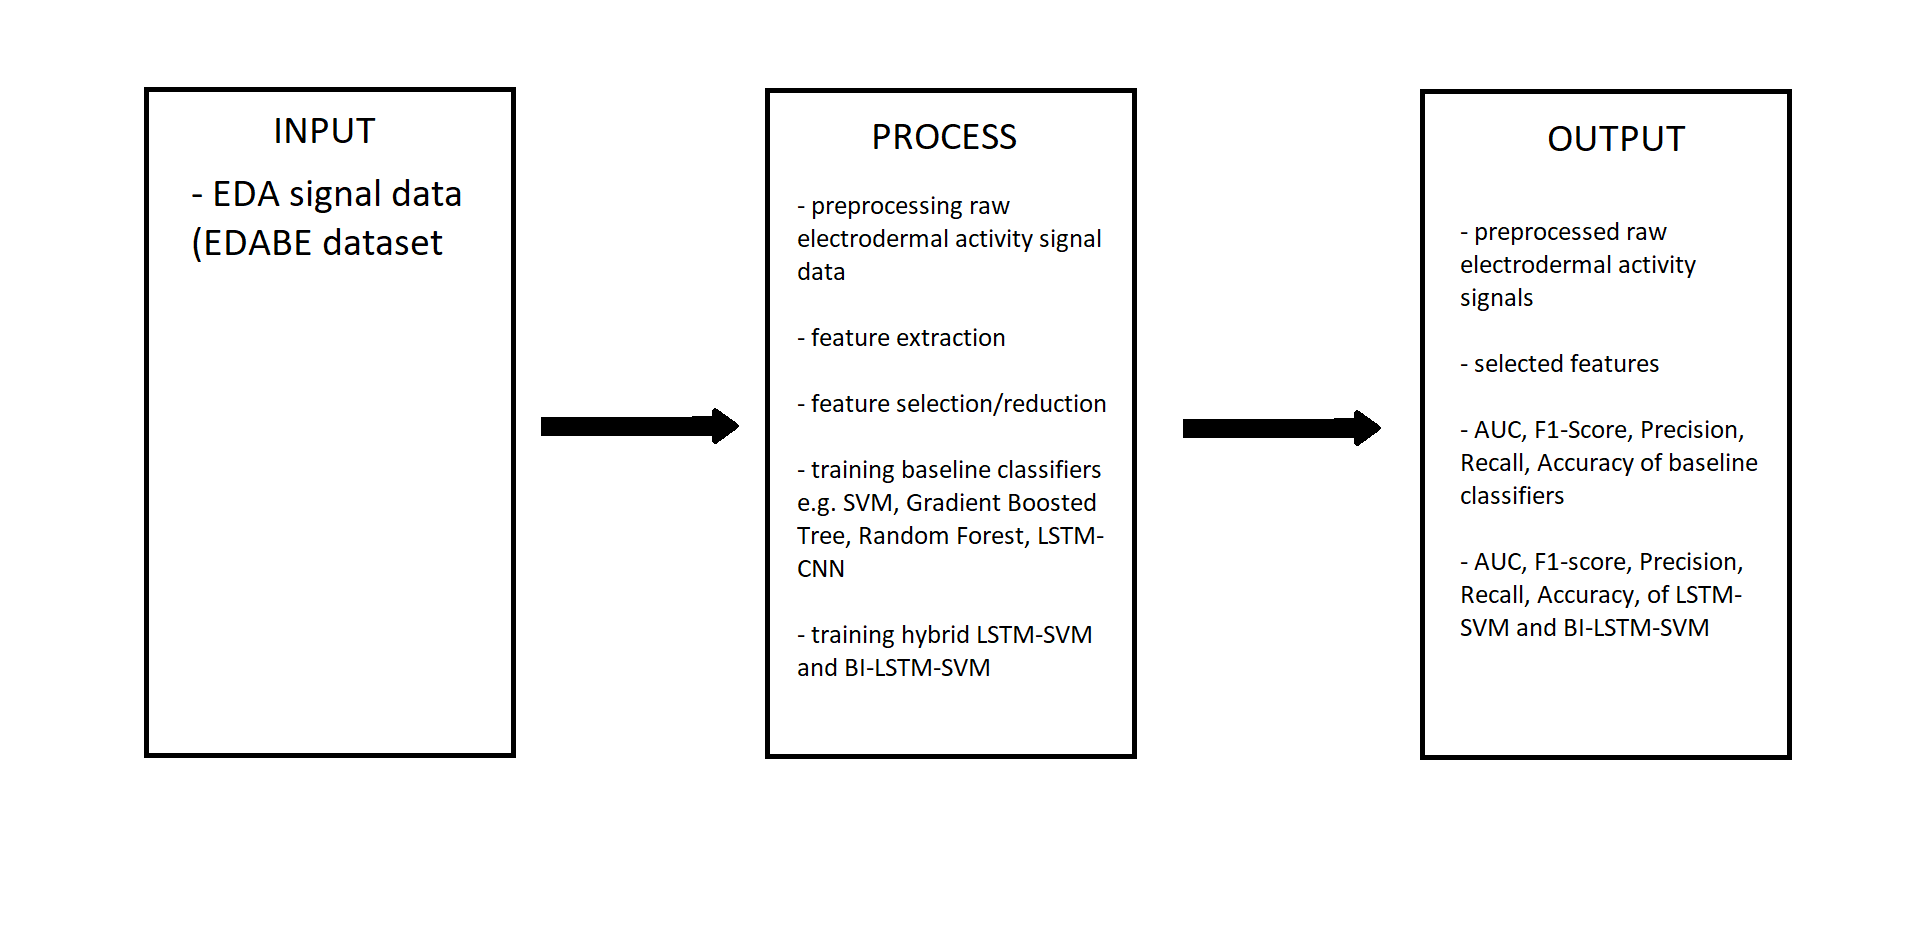 INPUT
- EDA signal data
(EDABE dataset
PROCESS
- preprocessing raw
electrodermal activity signal
data
- feature extraction
- feature selection/reduction
- training baseline classifiers
e.g. SVM, Gradient Boosted
Tree, Random Forest, LSTM-
CNN
- training hybrid LSTM-SVM
and BI-LSTM-SVM
OUTPUT
- preprocessed raw
electrodermal activity
signals
- selected features
- AUC, F1-Score, Precision,
Recall, Accuracy of baseline
classifiers
- AUC, F1-score, Precision,
Recall, Accuracy, of LSTM-
SVM and BI-LSTM-SVM